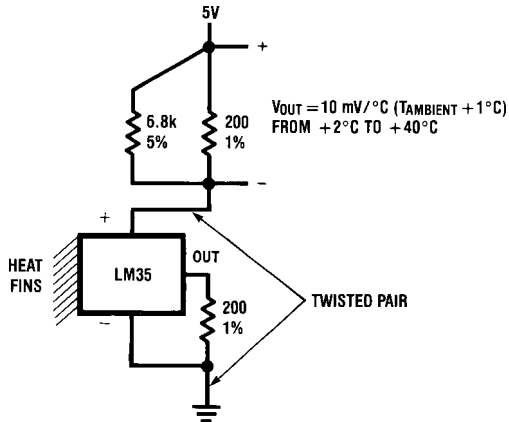 5V
+
6.8k
5%
200
1%
VOUT = 10 mV/°C (TAMBIENT + 1°C)
FROM +2°C TO +40°C
−
+
HEAT
FINS
LM35
OUT
−
200
1%
TWISTED PAIR